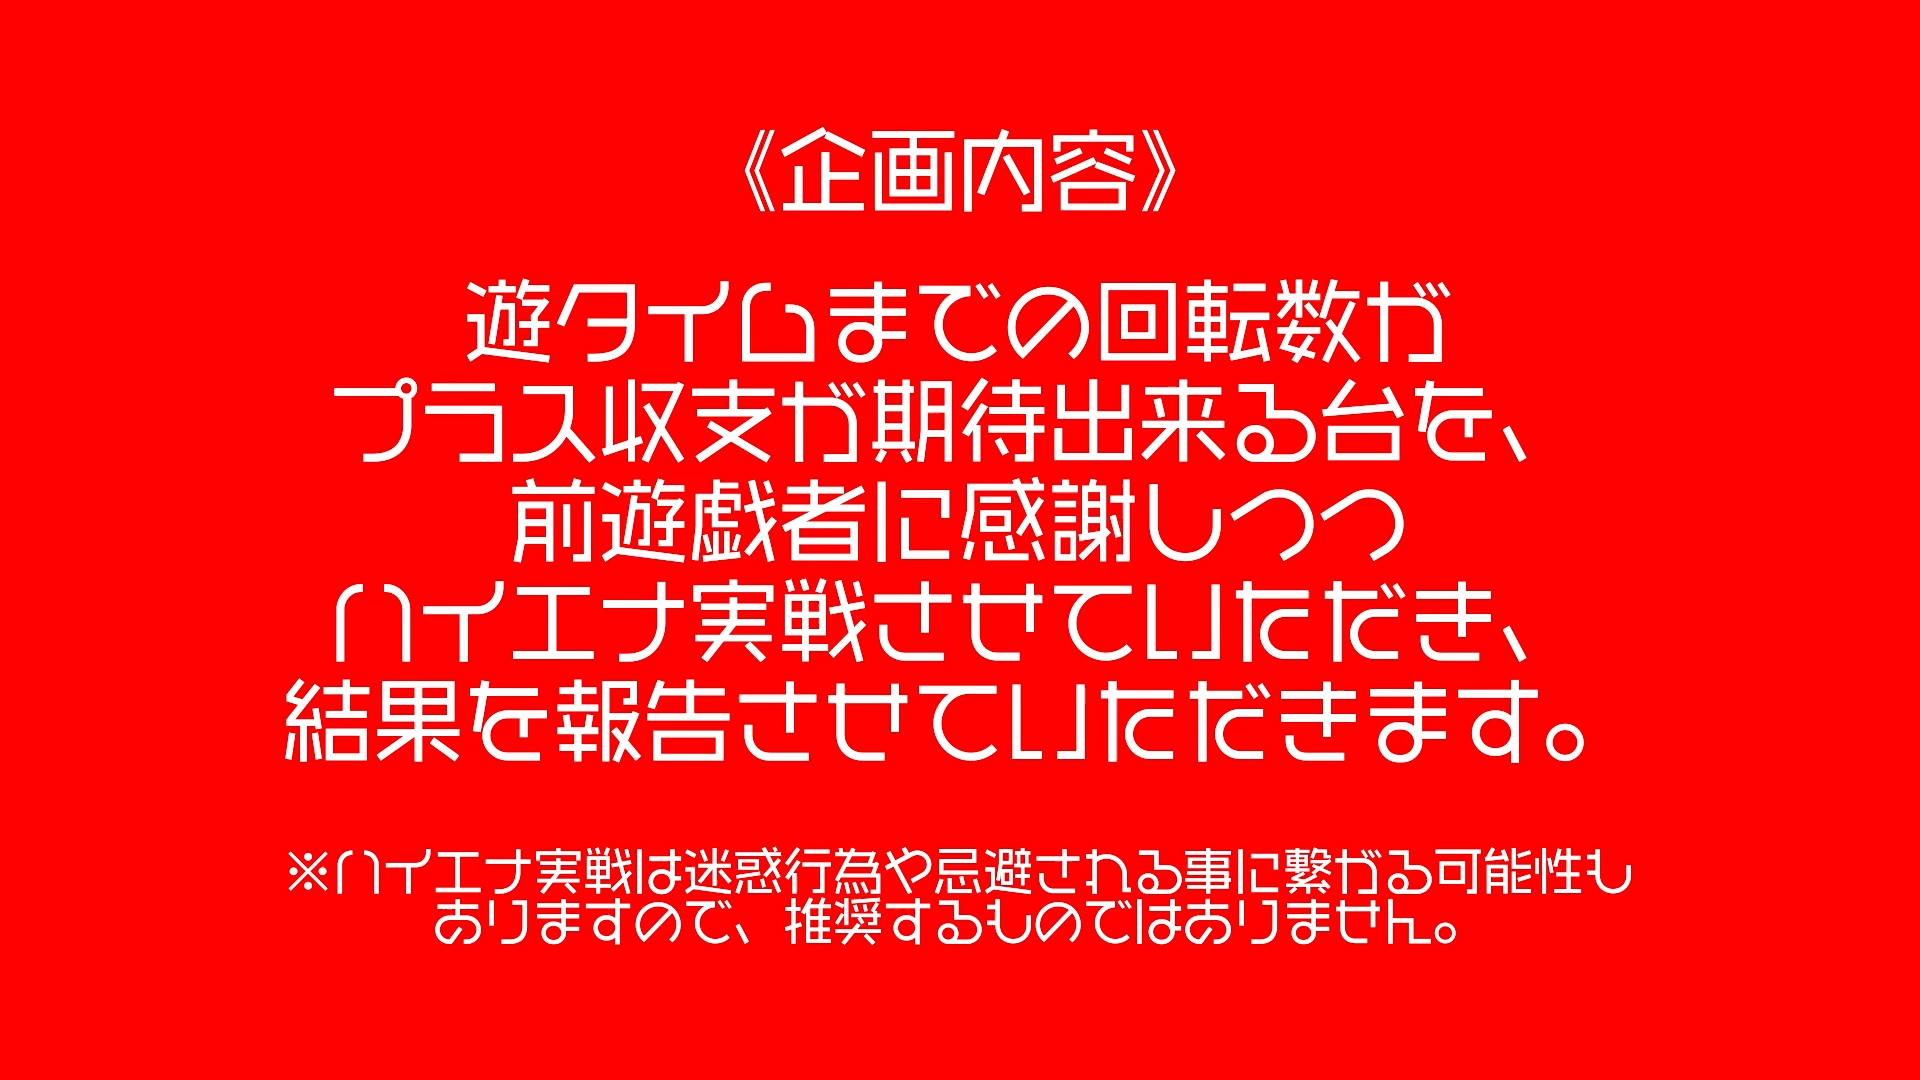 《企画内容》
遊タイムまでの回転数が
プラス収支が期待出来る台を、
前遊戯者に感謝しつつ
ハイエナ実戦させていただき、
結果を報告させていただきます。
※ハイエナ実戦は迷惑行為や忌避される事に繋がる可能性も
ありますので、推奨するものではありません。